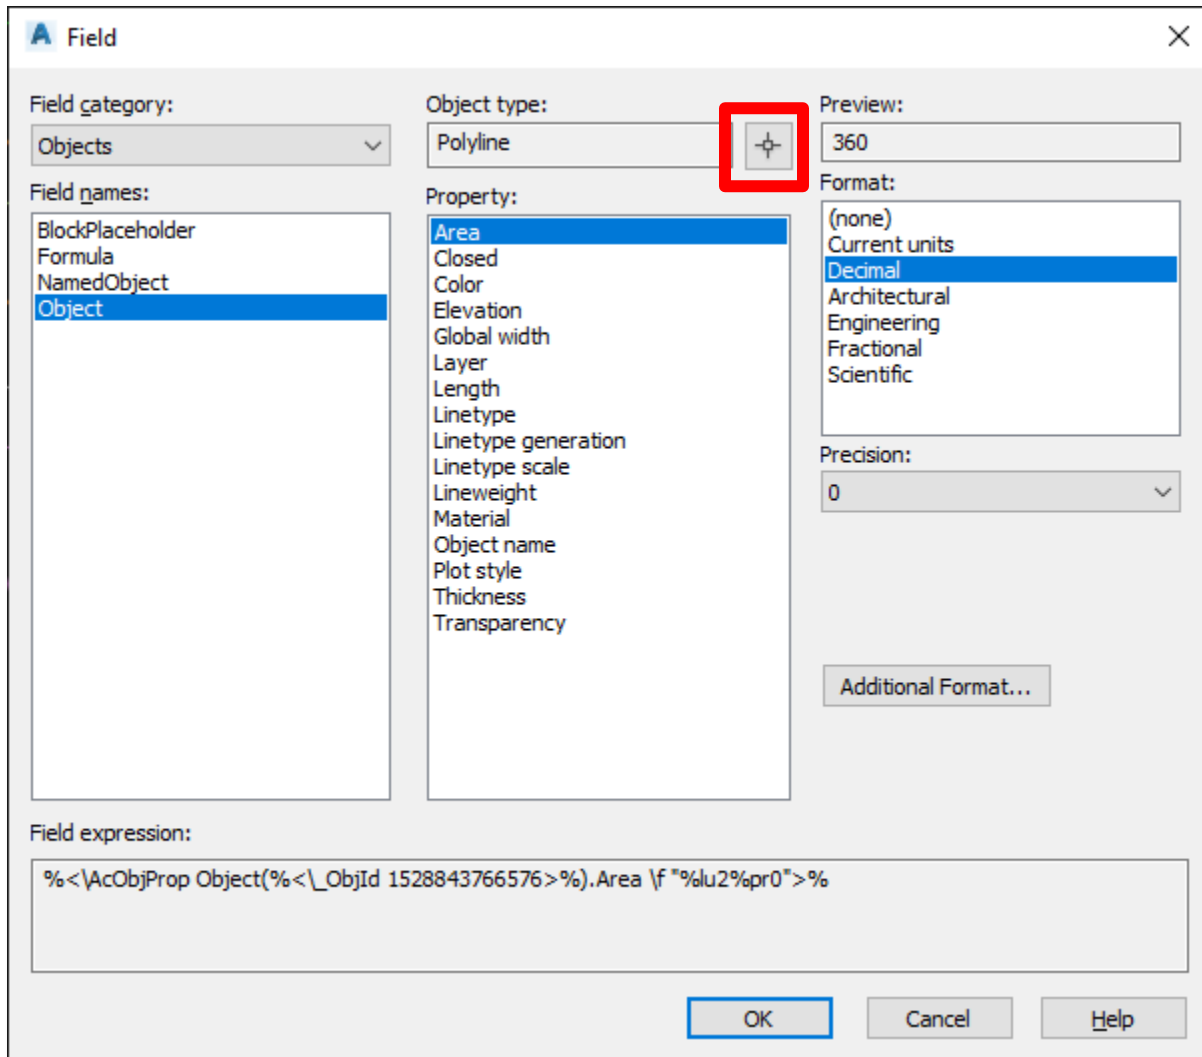 Field
Field category:
Objects
Field names:
BlockPlaceholder
Formula
NamedObject
Object
Object type:
Polyline
Property:
Area
Closed
Color
Elevation
Global width
Layer
Length
Linetype
Linetype generation
Linetype scale
Lineweight
Material
Object name
Plot style
Thickness
Transparency
Preview:
360
Format:
(none)
Current units
Decimal
Architectural
Engineering
Fractional
Scientific
Precision:
0
Additional Format...
Field expression:
%<\AcObjProp Object(%<\_ObjId 1528843766576>%).Area \f "%lu2%pr0">%
OK
Cancel
Help